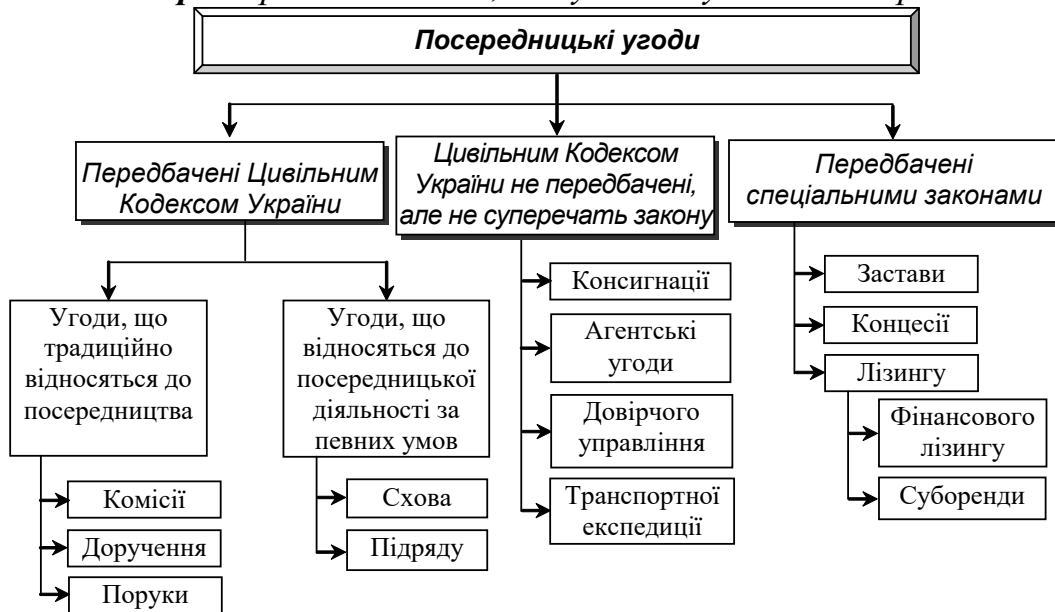 Посередницькі угоди
Передбачені Цивільним
Кодексом України
Цивільним Кодексом
України не передбачені,
але не суперечать закону
Передбачені
спеціальними законами
Угоди, що
традиційно
відносяться до
посередництва
Комісії
Доручення
Поруки
Угоди, що
відносяться до
посередницької
діяльності за
певних умов
Схова
Підряду
Консигнації
Агентські
угоди
Довірчого
управління
Транспортної
експедиції
Застави
Концесії
Лізингу
Фінансового
лізингу
Суборенди